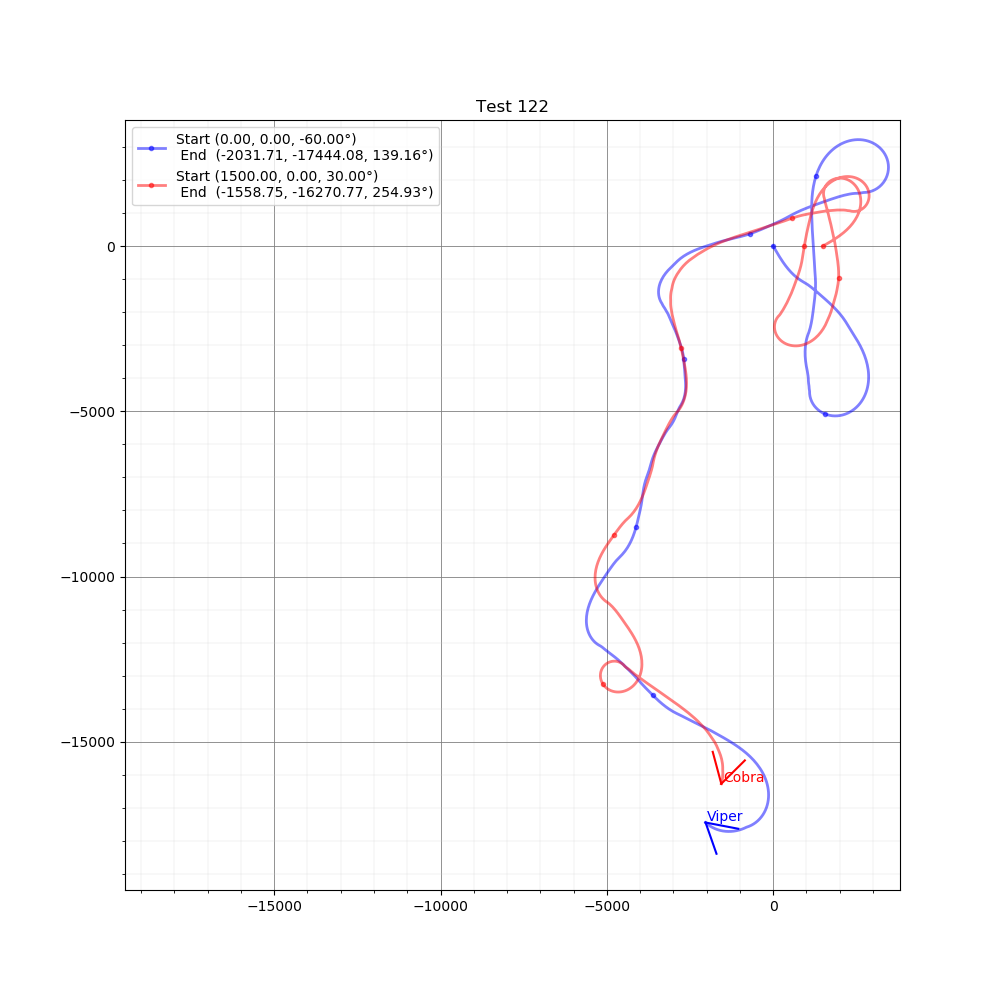 Test 122
Start (0.00, 0.00, -60.00°)
End  (-2031.71, -17444.08, 139.16°)
Start (1500.00, 0.00, 30.00°)
End  (-1558.75, -16270.77, 254.93°)
0
−5000
−10000
−15000
Cobra
Viper
−15000
−10000
−5000
0